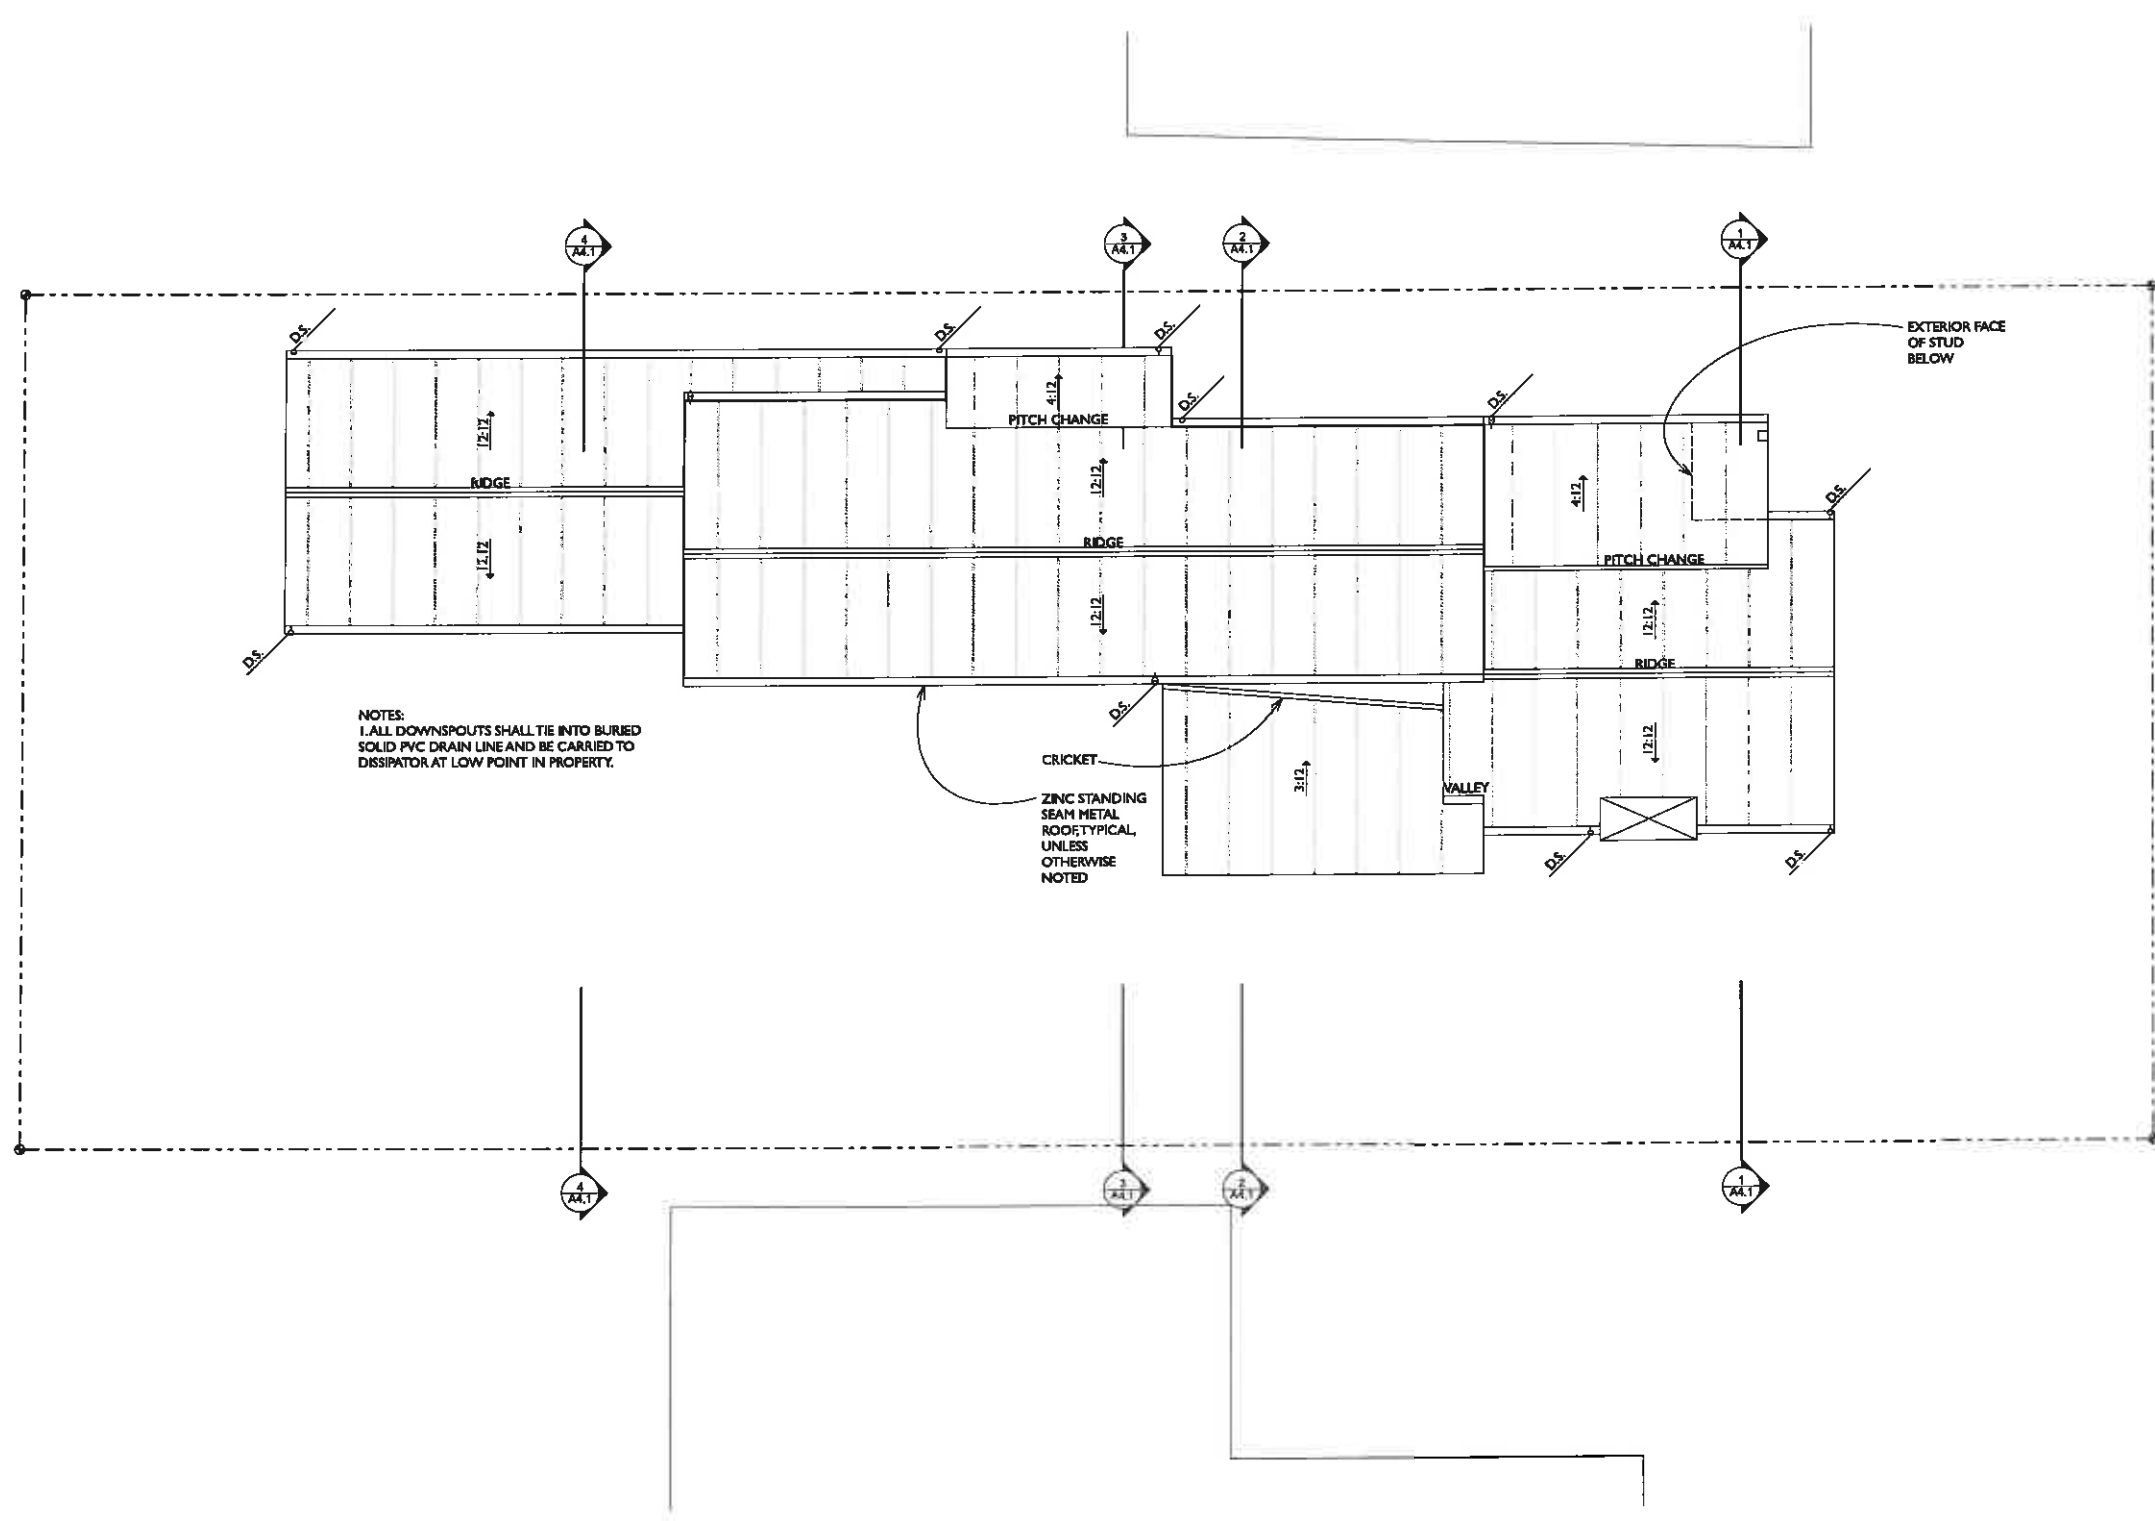 4
A4.1
3
A4.1
2
A4.1
1
A4.1
D.S.
D.S.
D.S.
EXTERIOR FACE
OF STUD
BELOW
D.S.
D.S.
4:12
PITCH CHANGE
12:12
RIDGE
12:12
4:12
D.S.
12:12
RIDGE
PITCH CHANGE
12:12
12:12
RIDGE
D.S.
D.S.
12:12
NOTES:
1. ALL DOWNSPOUTS SHALL TIE INTO BURIED
SOLID PVC DRAIN LINE AND BE CARRIED TO
DISSIPATOR AT LOW POINT IN PROPERTY.
CRICKET
3:12
VALLEY
ZINC STANDING
SEAM METAL
ROOF, TYPICAL,
UNLESS
OTHERWISE
NOTED
D.S.
D.S.
4
A4.1
3
A4.1
2
A4.1
1
A4.1